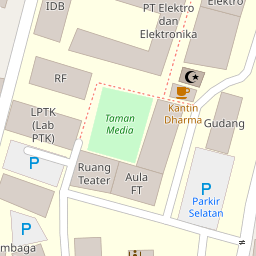 IDB
PT Elektro
dan
Elektronika
Elektro
RF
Kantin
Dharma
LPTK
(Lab
PTK)
Taman
Media
Gudang
P
Ruang
Teater
Aula
FT
P
Parkir
Selatan
P
mbaga